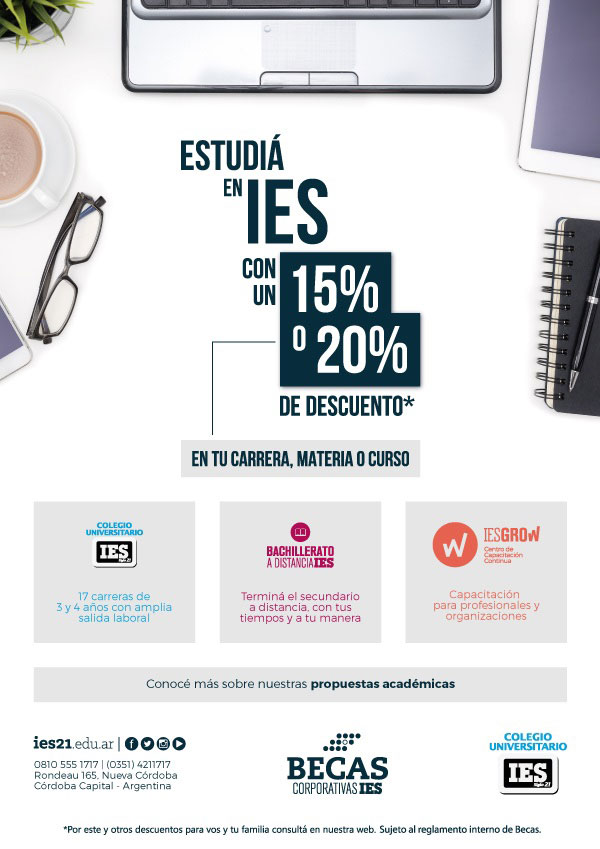 ESTUDIÁ
EN IES
CON UN 15%
O 20%
DE DESCUENTO*
EN TU CARRERA, MATERIA O CURSO
COLEGIO
UNIVERSITARIO
IES
Siglo 21
17 carreras de
3 y 4 años con amplia
salida laboral
BACHILLERATO
A DISTANCIA IES
Terminá el secundario
a distancia, con tus
tiempos y a tu manera
IESGROW
Centro de
Capacitación
Continua
Capacitación
para profesionales y
organizaciones
Conocé más sobre nuestras propuestas académicas
ies21.edu.ar |
0810 555 1717 | (0351) 4211717
Rondeau 165, Nueva Córdoba
Córdoba Capital - Argentina
BECAS
CORPORATIVAS IES
COLEGIO
UNIVERSITARIO
IES
Siglo 21
*Por este y otros descuentos para vos y tu familia consultá en nuestra web. Sujeto al reglamento interno de Becas.